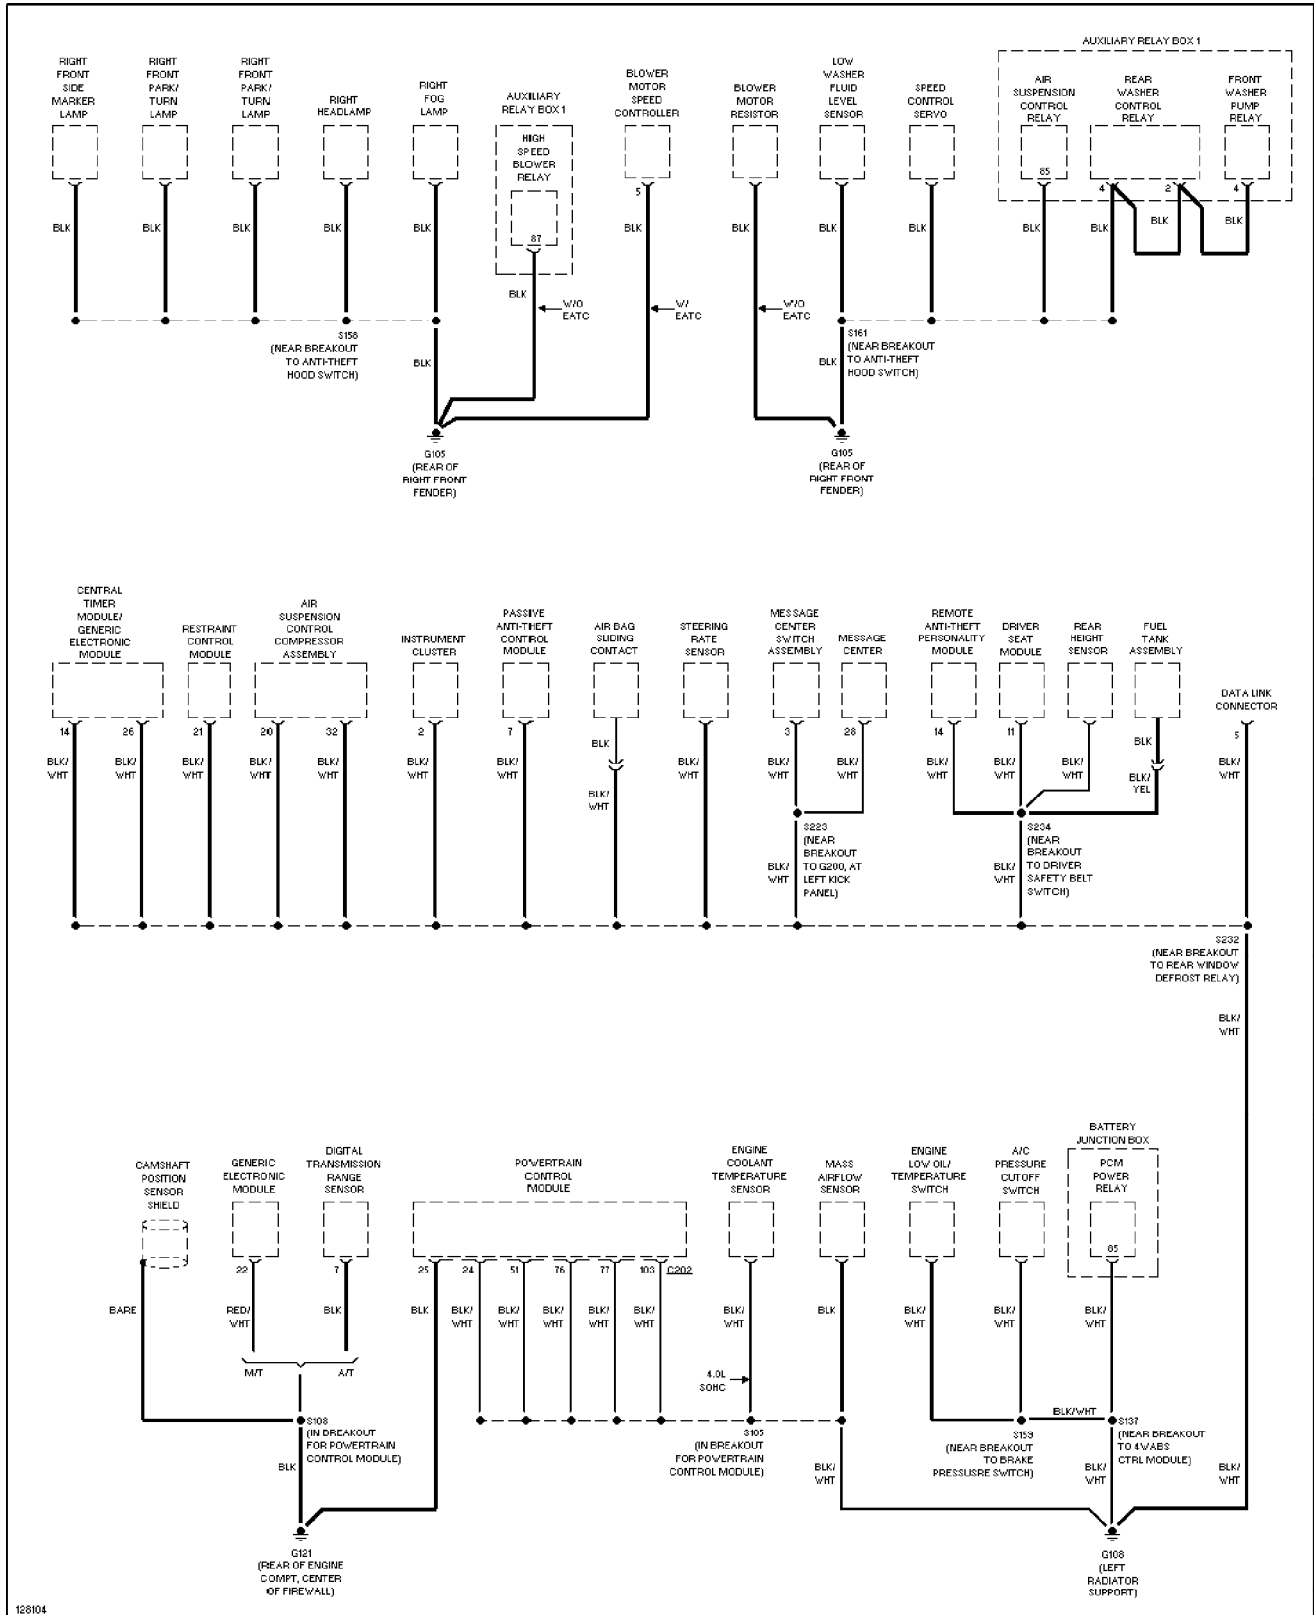 AUXILIARY RELAY BOX 1
RIGHT
FRONT
SIDE
MARKER
LAMP
RIGHT
FRONT
PARK/
TURN
LAMP
RIGHT
FRONT
PARK/
TURN
LAMP
RIGHT
HEADLAMP
RIGHT
FOG
LAMP
AUXILIARY
RELAY BOX 1
HIGH
SPEED
BLOWER
RELAY
87
BLOWER
MOTOR
SPEED
CONTROLLER
5
BLOWER
MOTOR
RESISTOR
LOW
WASHER
FLUID
LEVEL
SENSOR
SPEED
CONTROL
SERVO
AIR
SUSPENSION
CONTROL
RELAY
85
REAR
WASHER
CONTROL
RELAY
4
2
FRONT
WASHER
PUMP
RELAY
4
BLK
BLK
BLK
BLK
BLK
BLK
BLK
BLK
BLK
BLK
BLK
BLK
BLK
BLK
W/O
EATC
W/
EATC
W/O
EATC
S158
(NEAR BREAKOUT
TO ANTI-THEFT
HOOD SWITCH)
BLK
S161
(NEAR BREAKOUT
TO ANTI-THEFT
HOOD SWITCH)
BLK
G105
(REAR OF
RIGHT FRONT
FENDER)
G105
(REAR OF
RIGHT FRONT
FENDER)
CENTRAL
TIMER
MODULE/
GENERIC
ELECTRONIC
MODULE
RESTRAINT
CONTROL
MODULE
AIR
SUSPENSION
CONTROL
COMPRESSOR
ASSEMBLY
INSTRUMENT
CLUSTER
PASSIVE
ANTI-THEFT
CONTROL
MODULE
AIR BAG
SLIDING
CONTACT
STEERING
RATE
SENSOR
MESSAGE
CENTER
SWITCH
ASSEMBLY
MESSAGE
CENTER
REMOTE
ANTI-THEFT
PERSONALITY
MODULE
DRIVER
SEAT
MODULE
REAR
HEIGHT
SENSOR
FUEL
TANK
ASSEMBLY
DATA LINK
CONNECTOR
14
26
21
20
32
2
7
3
28
14
11
5
BLK/
WHT
BLK/
WHT
BLK/
WHT
BLK/
WHT
BLK/
WHT
BLK/
WHT
BLK/
WHT
BLK
BLK/
WHT
BLK/
WHT
BLK/
WHT
BLK/
WHT
BLK/
WHT
BLK/
WHT
BLK/
WHT
BLK
BLK/
YEL
BLK/
WHT
S223
(NEAR
BREAKOUT
TO G200, AT
LEFT KICK
PANEL)
BLK/
WHT
S234
(NEAR
BREAKOUT
TO DRIVER
SAFETY BELT
SWITCH)
BLK/
WHT
S232
(NEAR BREAKOUT
TO REAR WINDOW
DEFROST RELAY)
BLK/
WHT
CAMSHAFT
POSITION
SENSOR
SHIELD
GENERIC
ELECTRONIC
MODULE
DIGITAL
TRANSMISSION
RANGE
SENSOR
POWERTRAIN
CONTROL
MODULE
ENGINE
COOLANT
TEMPERATURE
SENSOR
MASS
AIRFLOW
SENSOR
ENGINE
LOW OIL/
TEMPERATURE
SWITCH
A/C
PRESSURE
CUTOFF
SWITCH
BATTERY
JUNCTION BOX
PCM
POWER
RELAY
85
22
7
25
24
51
76
77
103
C202
BARE
RED/
WHT
BLK
BLK
BLK/
WHT
BLK/
WHT
BLK/
WHT
BLK/
WHT
BLK/
WHT
BLK/
WHT
BLK
BLK/
WHT
BLK/
WHT
BLK/
WHT
M/T
A/T
4.0L
SOHC
BLK/WHT
S108
(IN BREAKOUT
FOR POWERTRAIN
CONTROL MODULE)
BLK
S105
(IN BREAKOUT
FOR POWERTRAIN
CONTROL MODULE)
BLK/
WHT
S159
(NEAR BREAKOUT
TO BRAKE
PRESSUSRE SWITCH)
S137
(NEAR BREAKOUT
TO 4WABS
CTRL MODULE)
BLK/
WHT
BLK/
WHT
G121
(REAR OF ENGINE
COMPT, CENTER
OF FIREWALL)
G108
(LEFT
RADIATOR
SUPPORT)
128104